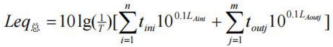 Leq总 = 10 lg(1/T)[∑_{i=1}^{n} t_{ini} 10^{0.1L_{Aini}} + ∑_{j=1}^{m} t_{outj} 10^{0.1L_{Aoutj}}]